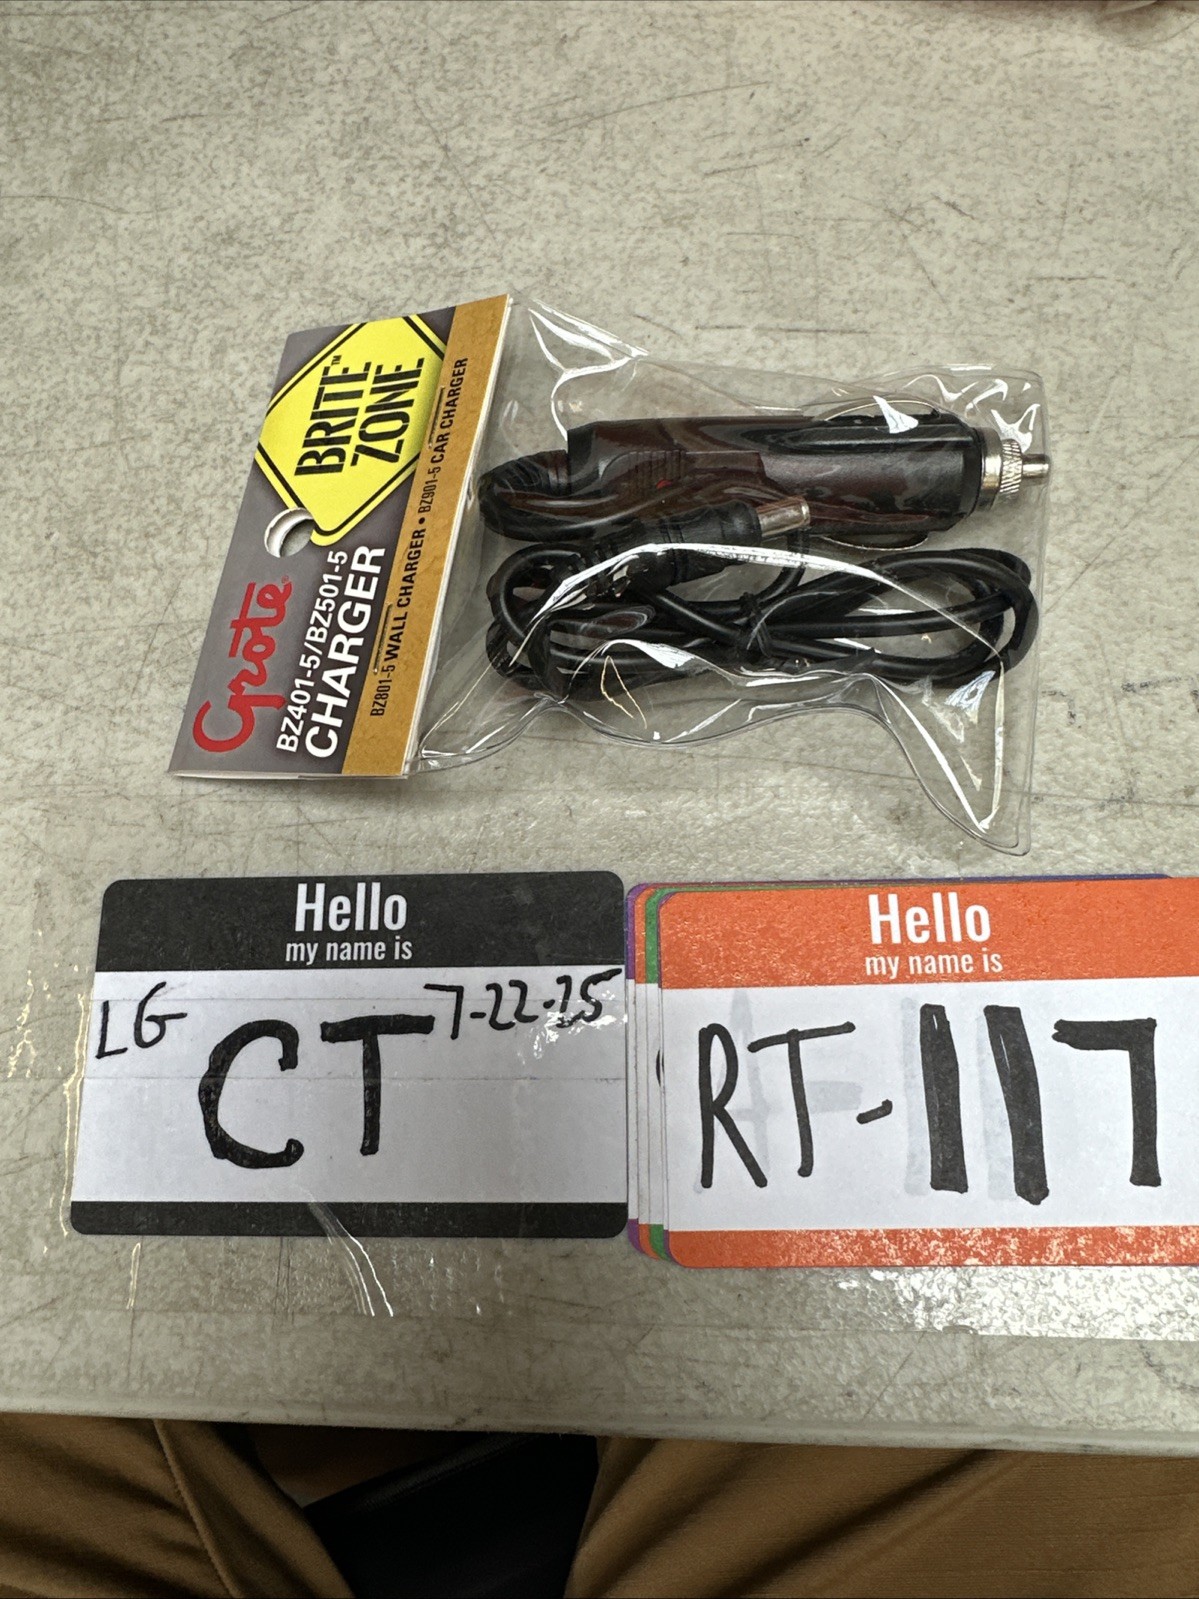 BRITE™
ZONE
Grote®
BZ401-5/BZ501-5
CHARGER
BZ801-5 WALL CHARGER • BZ901-5 CAR CHARGER
Hello
my name is
LG
CT
7-22-25
Hello
my name is
RT-117